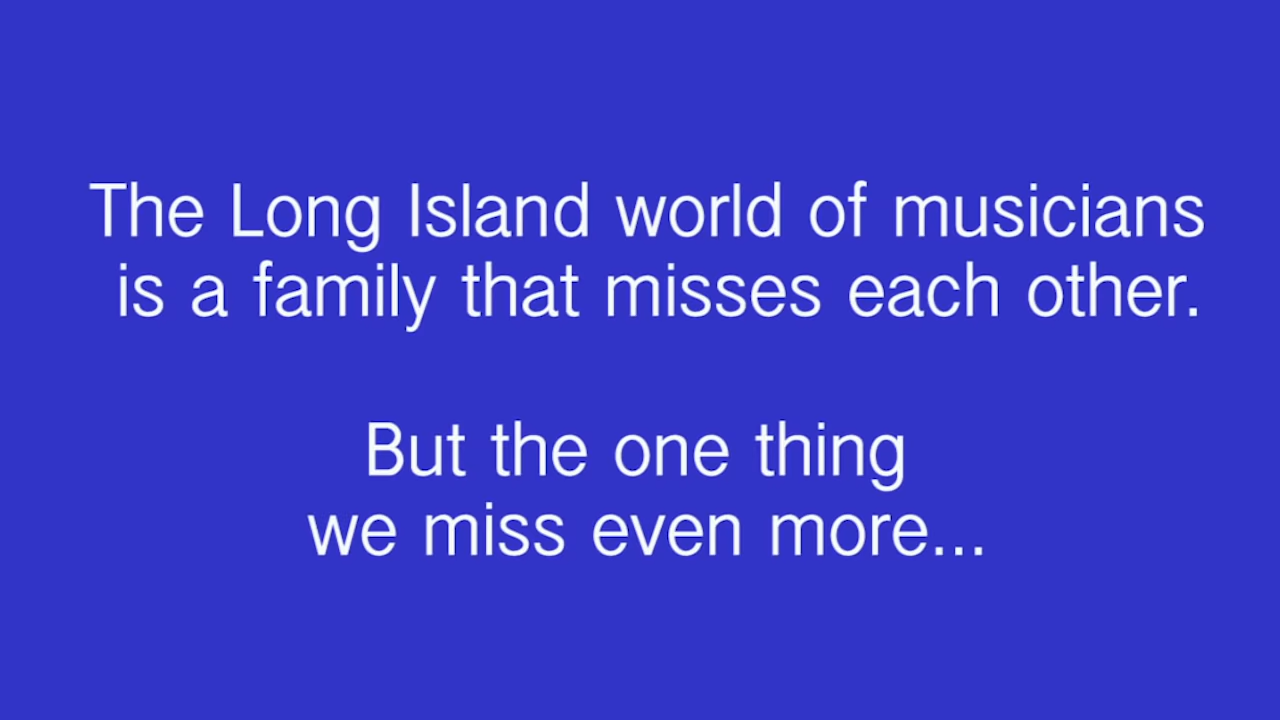 The Long Island world of musicians
is a family that misses each other.
But the one thing
we miss even more...